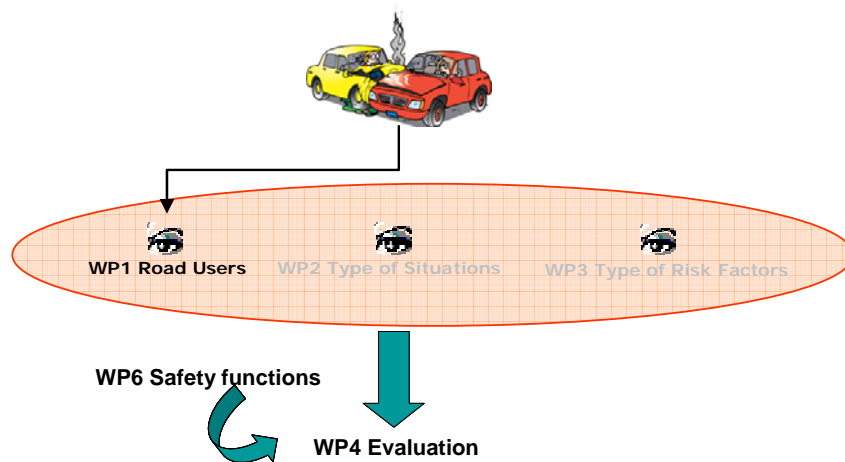 WP1 Road Users
WP2 Type of Situations
WP3 Type of Risk Factors
WP6 Safety functions
WP4 Evaluation